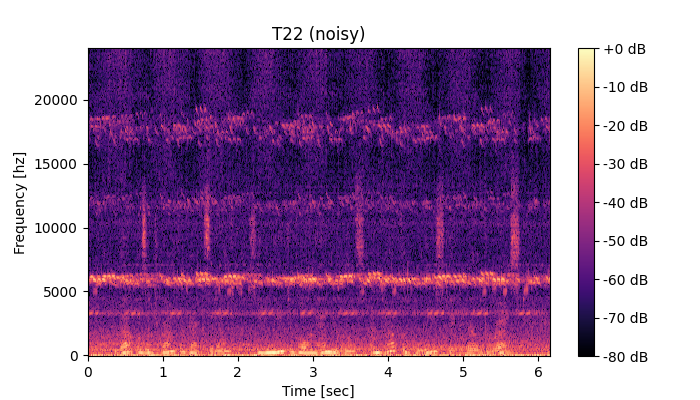 T22 (noisy)
+0 dB
20000
-10 dB
-20 dB
15000
-30 dB
Frequency [hz]
-40 dB
10000
-50 dB
5000
-60 dB
-70 dB
0
-80 dB
0 1 2 3 4 5 6
Time [sec]